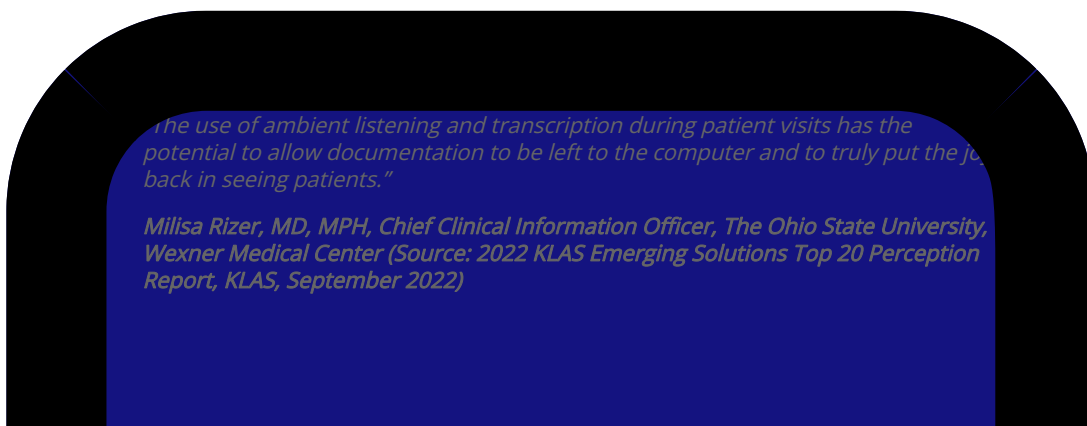 The use of ambient listening and transcription during patient visits has the
potential to allow documentation to be left to the computer and to truly put the joy
back in seeing patients.”
Milisa Rizer, MD, MPH, Chief Clinical Information Officer, The Ohio State University,
Wexner Medical Center (Source: 2022 KLAS Emerging Solutions Top 20 Perception
Report, KLAS, September 2022)